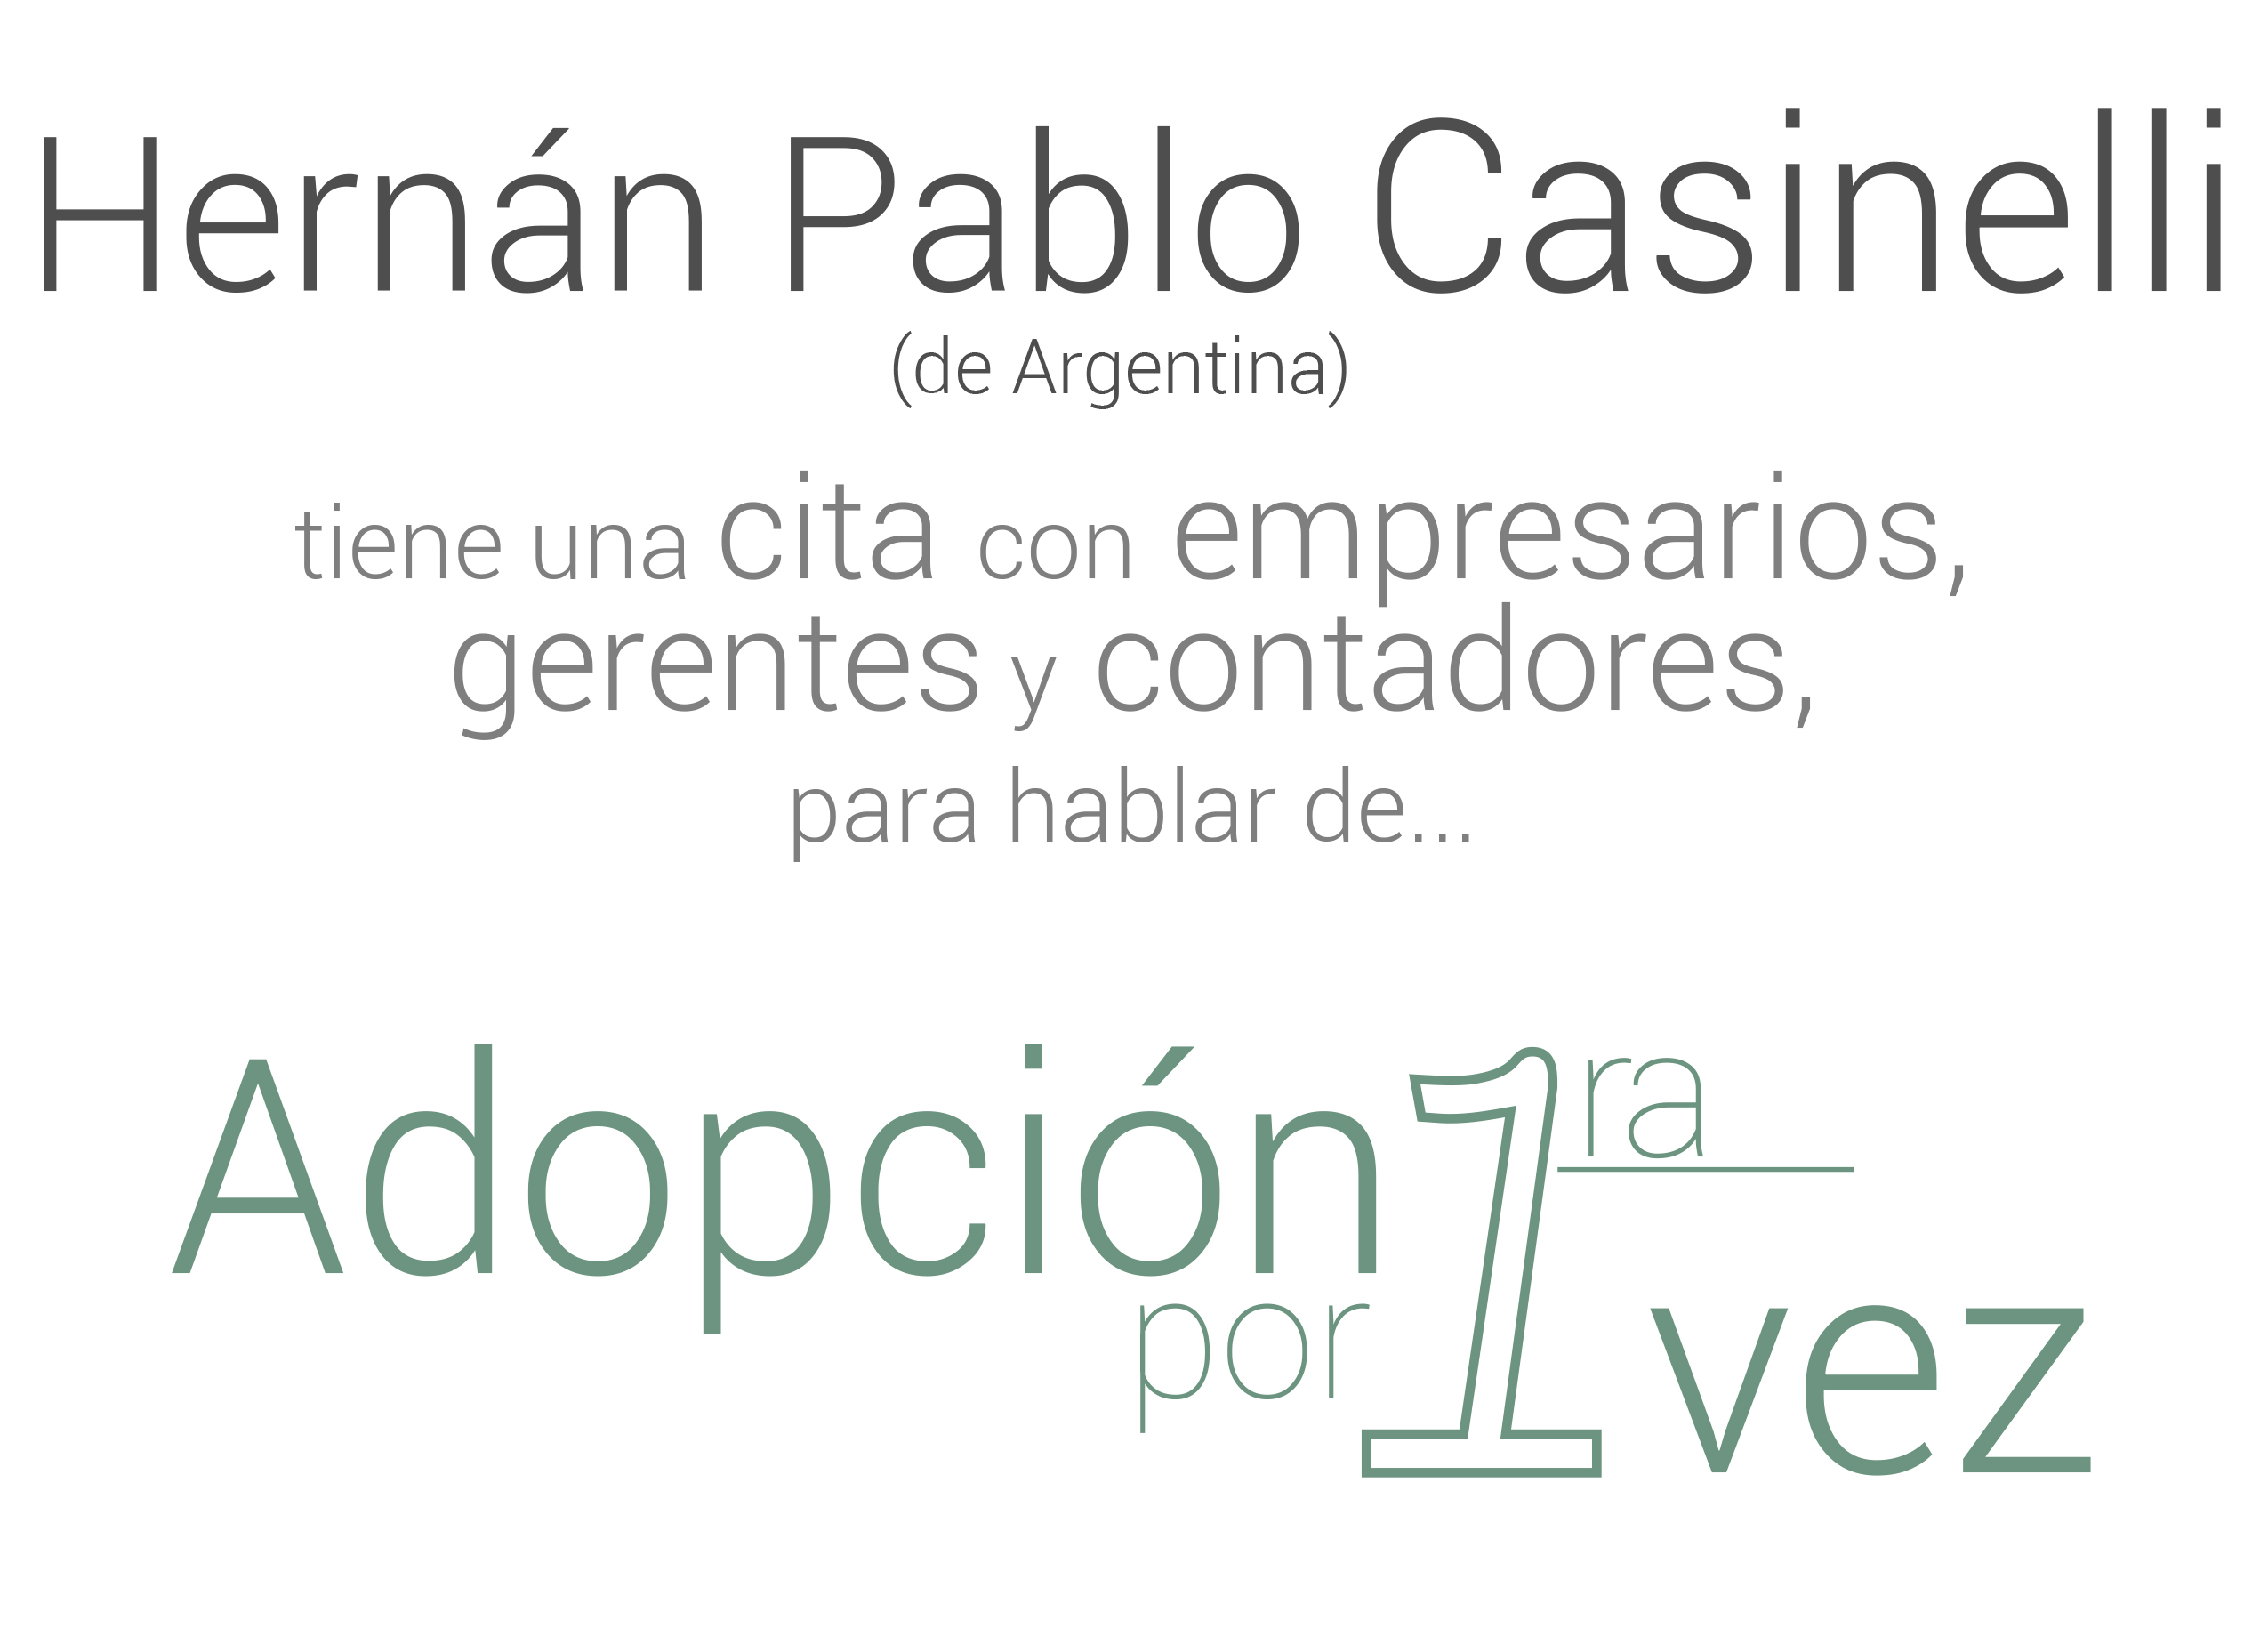 Hernán Pablo Casinelli
(de Argentina)
tiene una cita con empresarios,
gerentes y contadores,
para hablar de...
Adopción
por 1ra vez